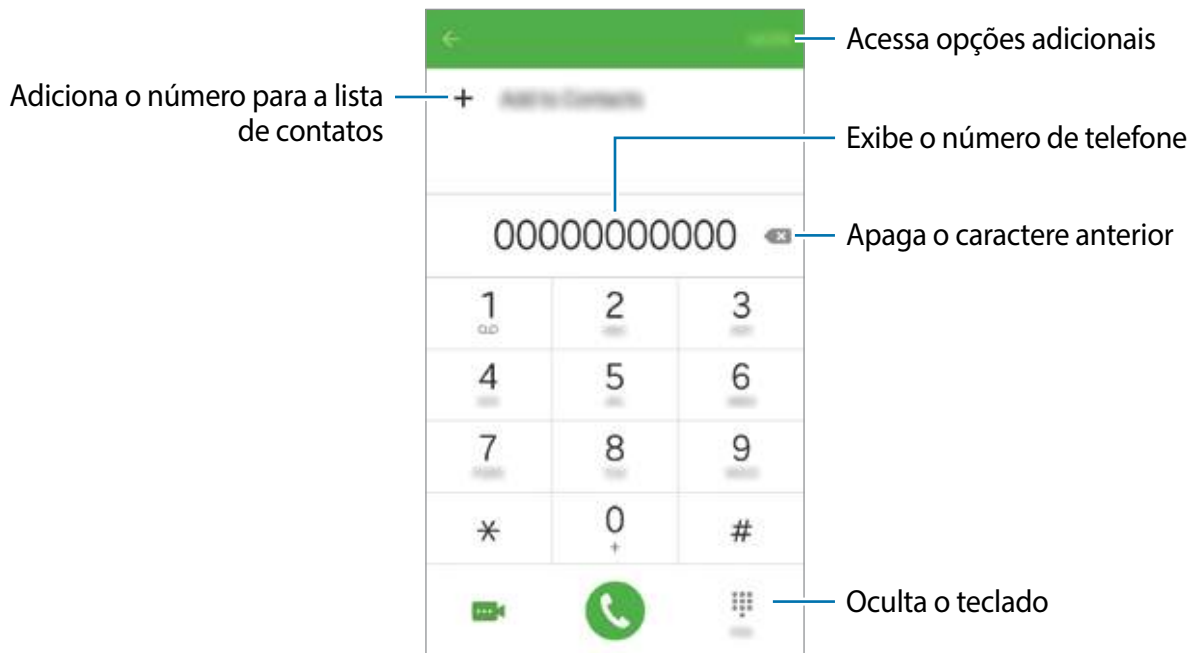 Acessa opções adicionais
Adiciona o número para a lista
de contatos
Exibe o número de telefone
00000000000
Apaga o caractere anterior
1 2 3
4 5 6
7 8 9
* 0 #
+
Oculta o teclado